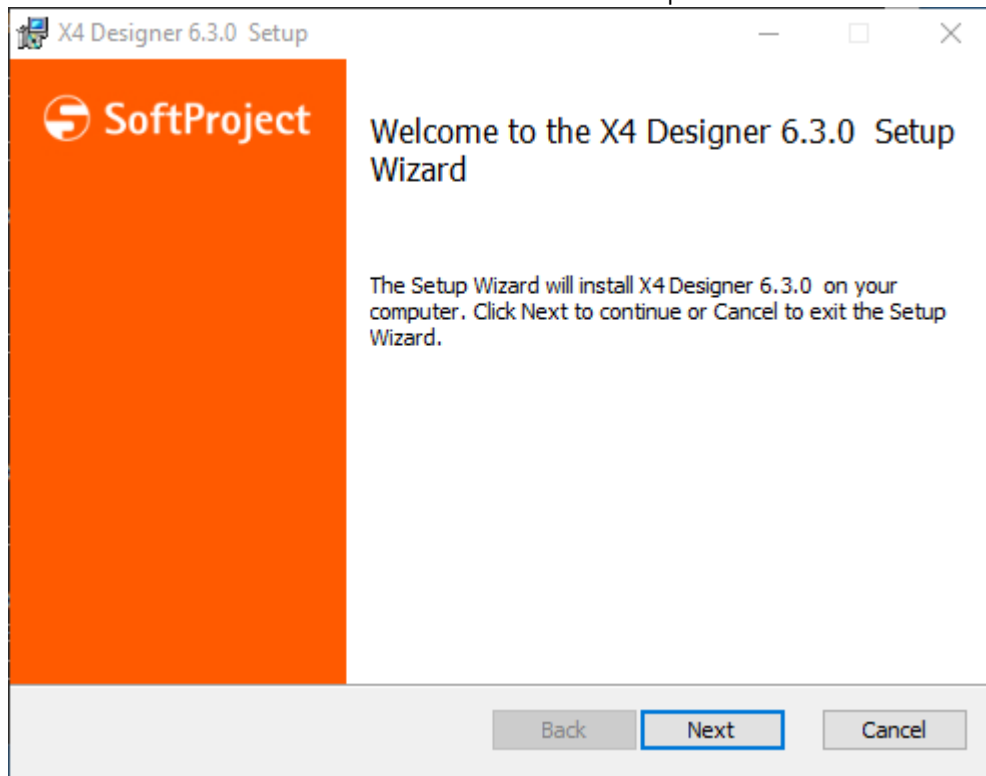 X4 Designer 6.3.0  Setup
SoftProject
Welcome to the X4 Designer 6.3.0  Setup
Wizard
The Setup Wizard will install X4 Designer 6.3.0  on your
computer. Click Next to continue or Cancel to exit the Setup
Wizard.
Back Next Cancel